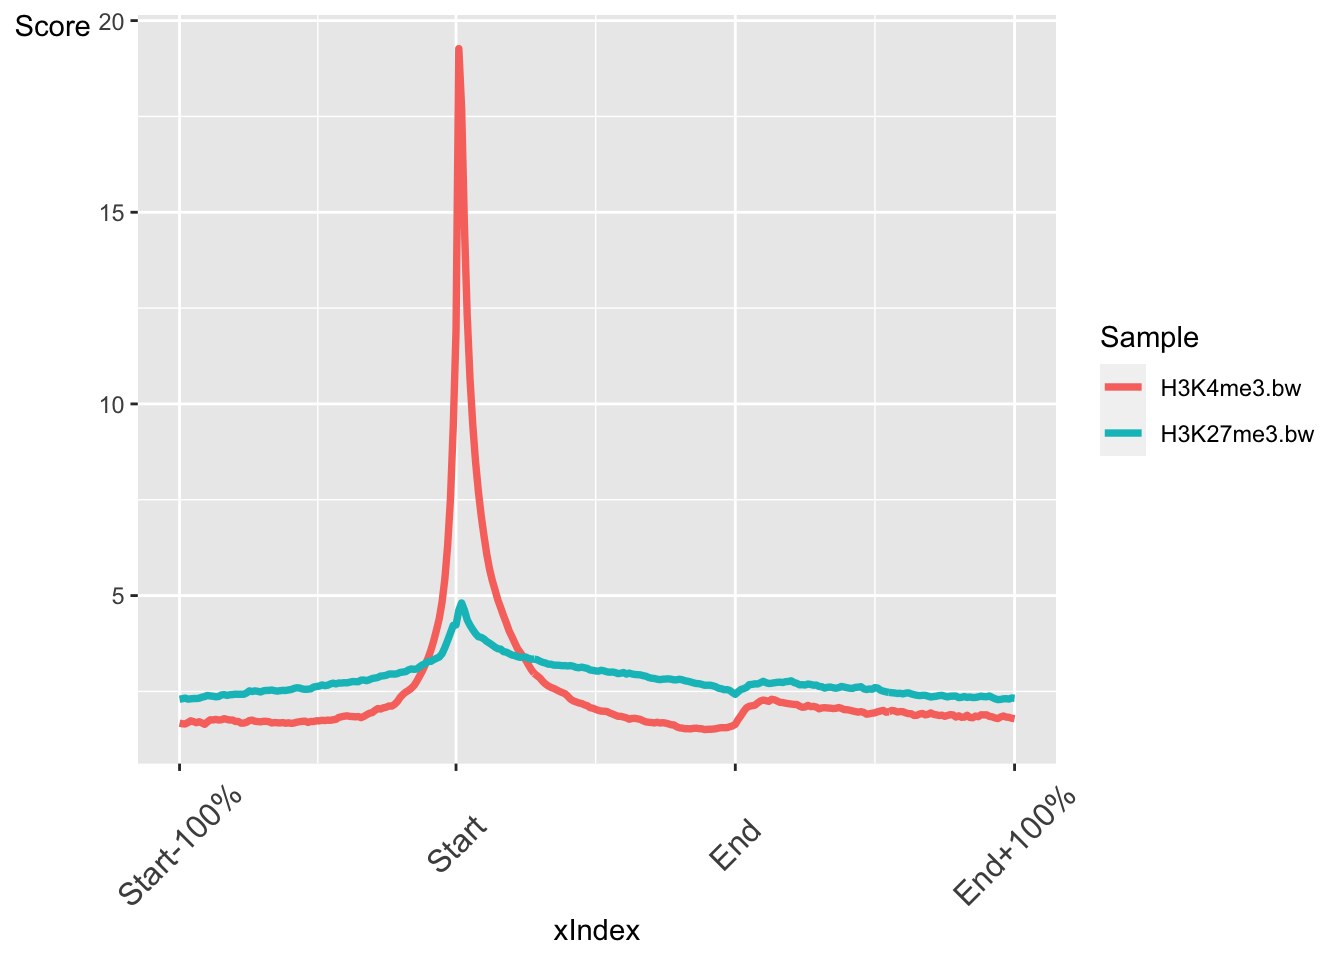 Score
20
15
10
5
Start-100%
Start
End
End+100%
xIndex
Sample
H3K4me3.bw
H3K27me3.bw